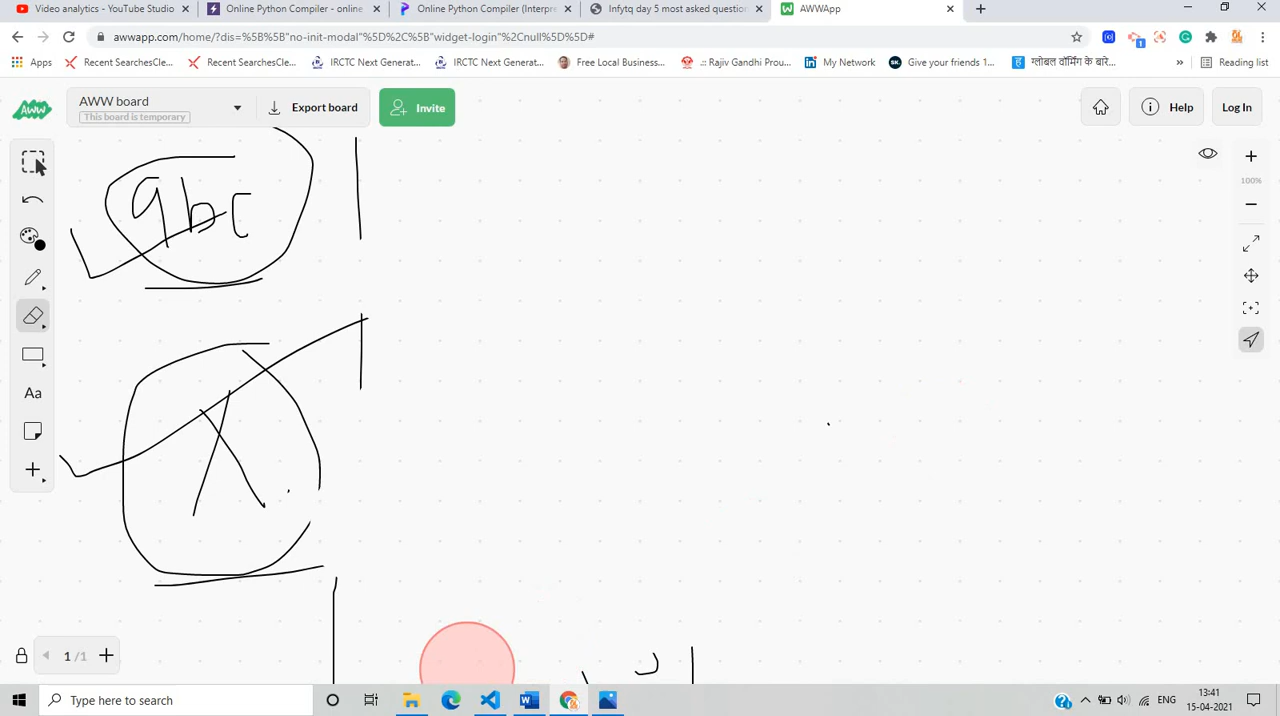 Video analytics - YouTube Studio
Online Python Compiler - online
Online Python Compiler (Interpre
Infytq day 5 most asked question
AWWApp
awwapp.com/home/?dis=%5B%5B"no-init-modal"%5D%2C%5B"widget-login"%2Cnull%5D%5D#
Apps
Recent SearchesCle...
Recent SearchesCle...
IRCTC Next Generat...
IRCTC Next Generat...
Free Local Business...
.:: Rajiv Gandhi Prou...
My Network
Give your friends 1...
ग्लोबल वॉर्मिंग के बारे...
»
Reading list
AWW
AWW board
This board is temporary
Export board
Invite
Help
Log In
100%
abc
X
Aa
1 /1
Type here to search
ENG
13:41
15-04-2021